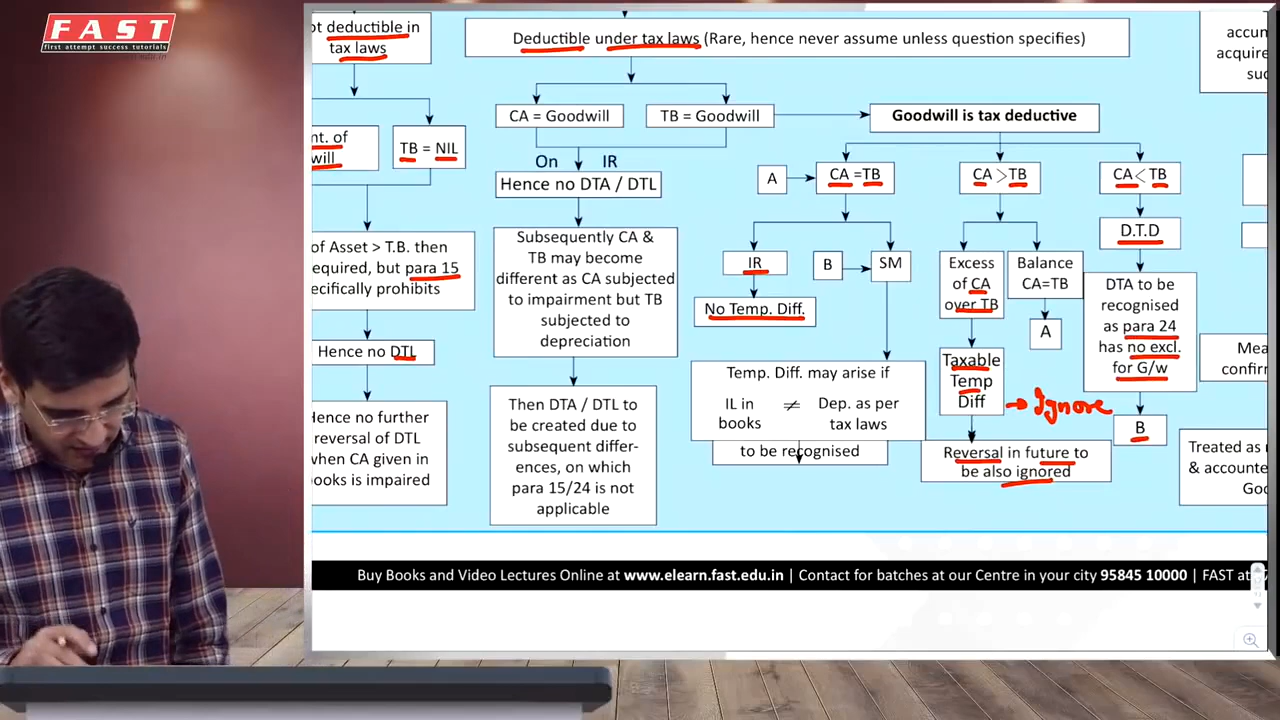 FAST
first attempt success tutorials
deductible in
tax laws
Deductible under tax laws (Rare, hence never assume unless question specifies)
accum
acquire
suc
CA = Goodwill
TB = Goodwill
Goodwill is tax deductive
nt. of
will
TB = NIL
On IR
Hence no DTA / DTL
A
CA =TB
CA >TB
CA< TB
D.T.D
of Asset > T.B. then
equired, but para 15
ecifically prohibits
Subsequently CA &
TB may become
different as CA subjected
to impairment but TB
subjected to
depreciation
IR
B
SM
No Temp. Diff.
Excess
of CA
over TB
Balance
CA=TB
A
DTA to be
recognised
as para 24
has no excl.
for G/w
B
Hence no DTL
Taxable
Temp
Diff
→ Ignore
Mea
confirm
Temp. Diff. may arise if
IL in
books
≠
Dep. as per
tax laws
to be recognised
Hence no further
reversal of DTL
when CA given in
ooks is impaired
Then DTA / DTL to
be created due to
subsequent differ-
ences, on which
para 15/24 is not
applicable
Reversal in future to
be also ignored
Treated as
& accounte
Goo
Buy Books and Video Lectures Online at www.elearn.fast.edu.in | Contact for batches at our Centre in your city 95845 10000 | FAST at